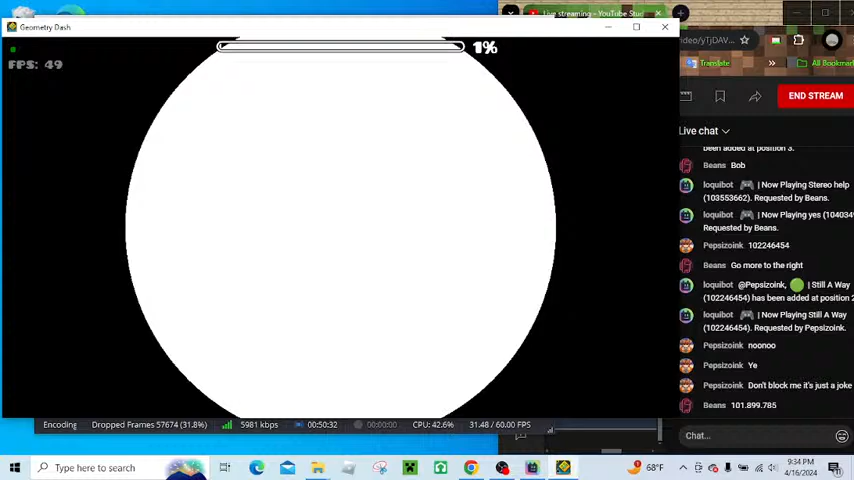 Geometry Dash
Live streaming - YouTube Stu
1%
FPS: 49
video/yTjDAV...
Translate
All Bookmar
END STREAM
Live chat
been added at position 3.
Beans Bob
loquibot | Now Playing Stereo help
(103553662). Requested by Beans.
loquibot | Now Playing yes (104034
Requested by Beans.
Pepsizoink 102246454
Beans Go more to the right
loquibot @Pepsizoink, | Still A Way
(102246454) has been added at position 2
loquibot | Now Playing Still A Way
(102246454). Requested by Pepsizoink.
Pepsizoink noonoo
Pepsizoink Ye
Pepsizoink Don't block me it's just a joke
Beans 101.899.785
Encoding Dropped Frames 57674 (31.8%) 5981 kbps 00:50:32 00:00:00 CPU: 42.6% 31.48 / 60.00 FPS
Chat...
Type here to search
68°F
9:34 PM
4/16/2024